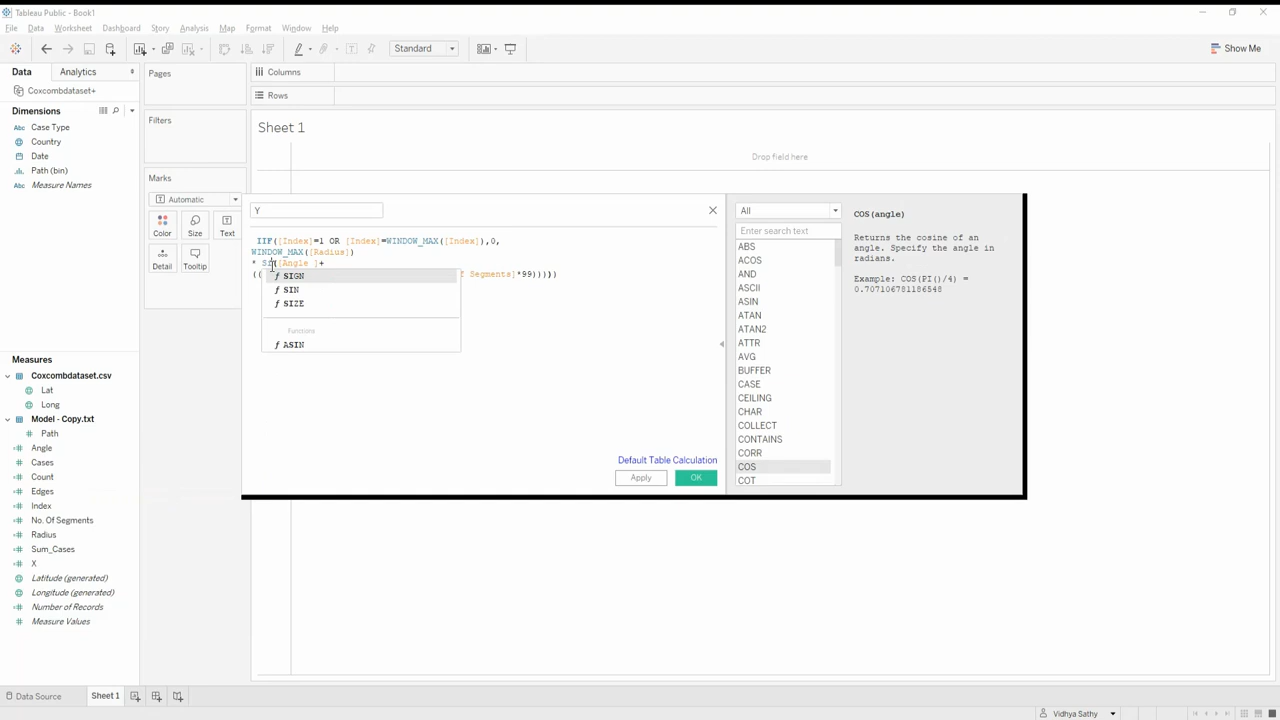 Tableau Public - Book1
File Data Worksheet Dashboard Story Analysis Map Format Window Help
Standard
Show Me
Data Analytics
Pages
Columns
Coxcombdataset+
Rows
Dimensions
Filters
Sheet 1
Abc Case Type
Country
Date
Path (bin)
Abc Measure Names
Drop field here
Marks
Automatic
Color Size Text
Detail Tooltip
Y
IIF([Index]=1 OR [Index]=WINDOW_MAX([Index]),0,
WINDOW_MAX([Radius])
* Si([Angle ]+
((
Segments]*99))))
SIGN
SIN
SIZE
Functions
ASIN
Default Table Calculation
Apply OK
All
Enter search text
ABS
ACOS
AND
ASCII
ASIN
ATAN
ATAN2
ATTR
AVG
BUFFER
CASE
CEILING
CHAR
COLLECT
CONTAINS
CORR
COS
COT
COS(angle)
Returns the cosine of an
angle. Specify the angle in
radians.
Example: COS(PI()/4) =
0.707106781186548
Measures
Coxcombdataset.csv
Lat
Long
Model - Copy.txt
Path
Angle
Cases
Count
Edges
Index
No. Of Segments
Radius
Sum_Cases
X
Latitude (generated)
Longitude (generated)
Number of Records
Measure Values
Data Source Sheet 1
Vidhya Sathy